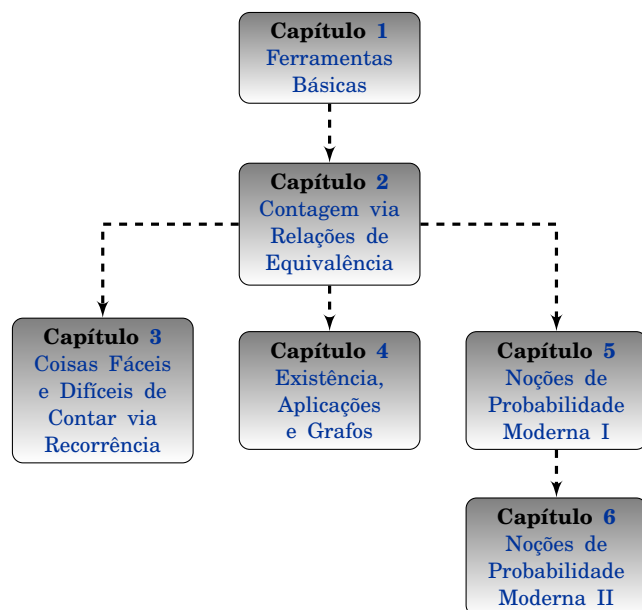 Capítulo 1
Ferramentas
Básicas
Capítulo 2
Contagem via
Relações de
Equivalência
Capítulo 3
Coisas Fáceis
e Difíceis de
Contar via
Recorrência
Capítulo 4
Existência,
Aplicações
e Grafos
Capítulo 5
Noções de
Probabilidade
Moderna I
Capítulo 6
Noções de
Probabilidade
Moderna II